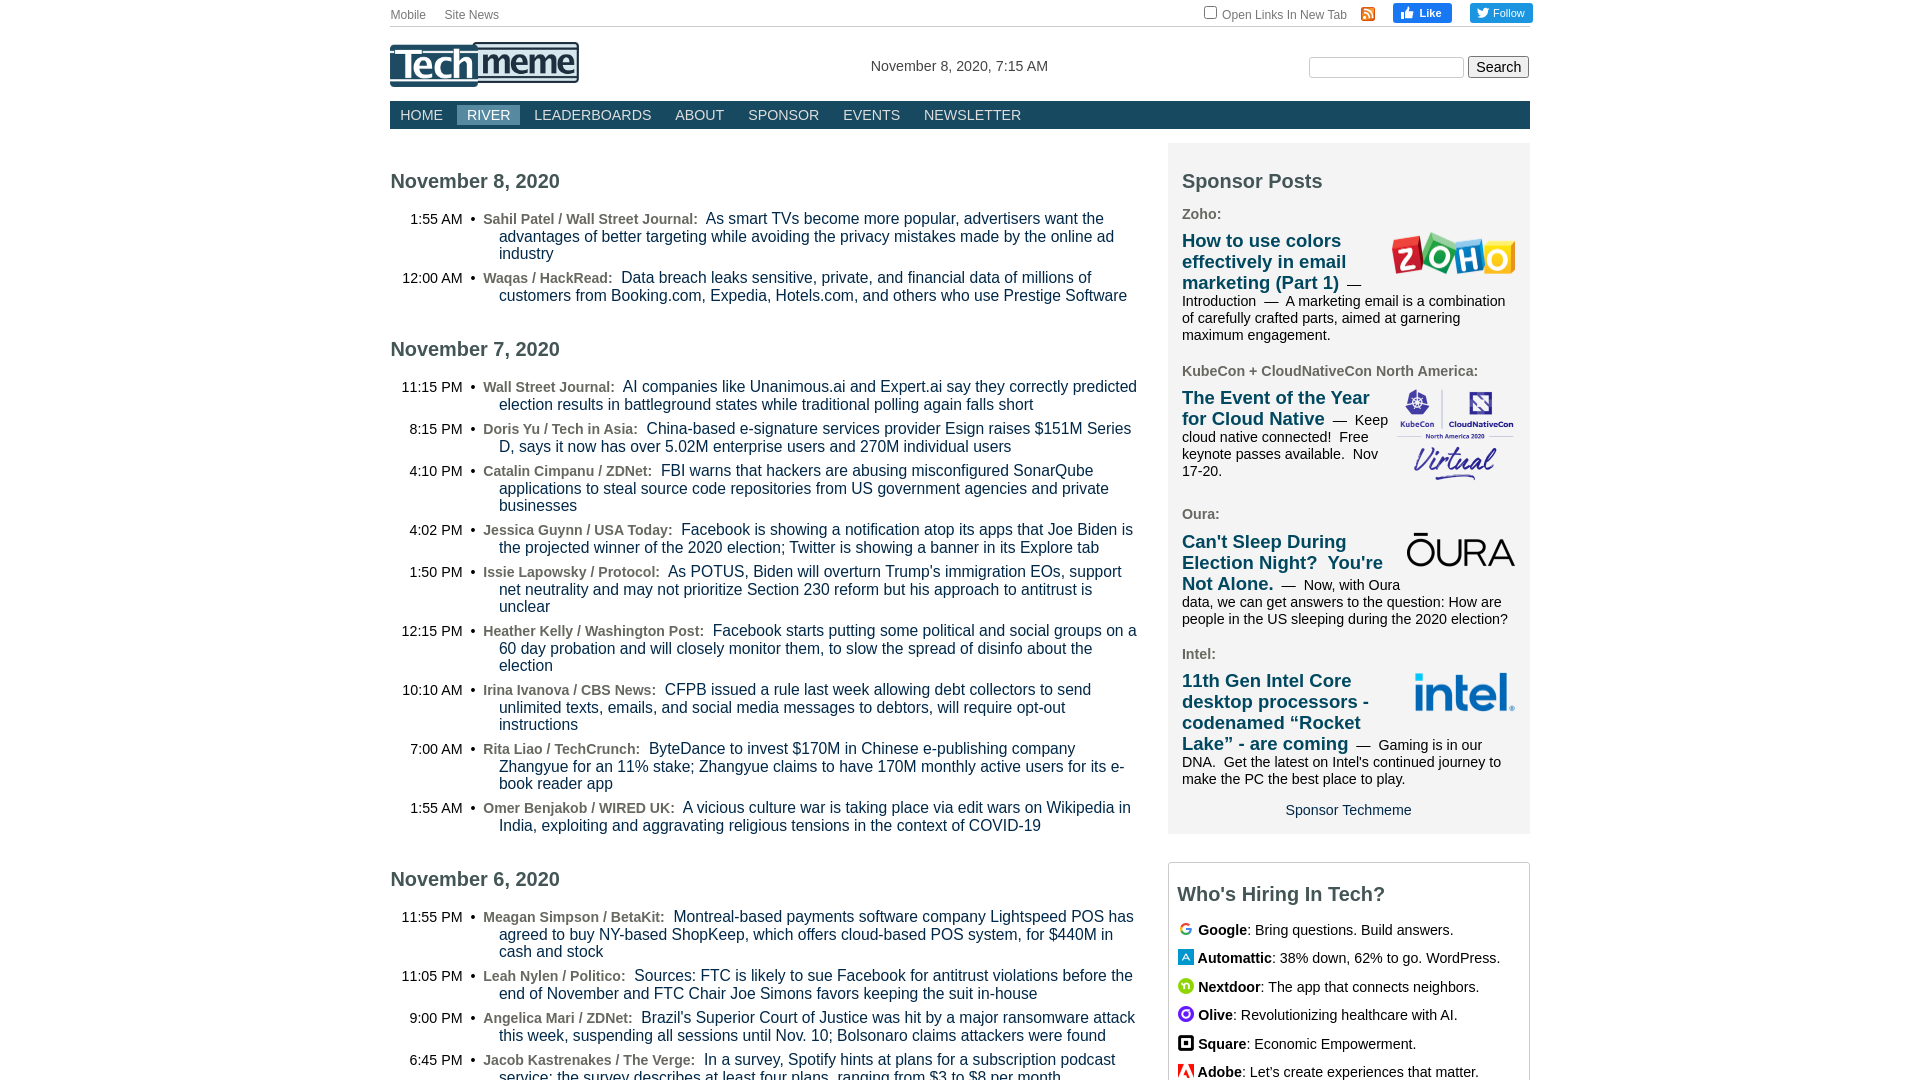 Mobile Site News Open Links In New Tab Like Follow
Techmeme November 8, 2020, 7:15 AM Search
HOME RIVER LEADERBOARDS ABOUT SPONSOR EVENTS NEWSLETTER
November 8, 2020
1:55 AM • Sahil Patel / Wall Street Journal: As smart TVs become more popular, advertisers want the
advantages of better targeting while avoiding the privacy mistakes made by the online ad
industry
12:00 AM • Waqas / HackRead: Data breach leaks sensitive, private, and financial data of millions of
customers from Booking.com, Expedia, Hotels.com, and others who use Prestige Software
November 7, 2020
11:15 PM • Wall Street Journal: AI companies like Unanimous.ai and Expert.ai say they correctly predicted
election results in battleground states while traditional polling again falls short
8:15 PM • Doris Yu / Tech in Asia: China-based e-signature services provider Esign raises $151M Series
D, says it now has over 5.02M enterprise users and 270M individual users
4:10 PM • Catalin Cimpanu / ZDNet: FBI warns that hackers are abusing misconfigured SonarQube
applications to steal source code repositories from US government agencies and private
businesses
4:02 PM • Jessica Guynn / USA Today: Facebook is showing a notification atop its apps that Joe Biden is
the projected winner of the 2020 election; Twitter is showing a banner in its Explore tab
1:50 PM • Issie Lapowsky / Protocol: As POTUS, Biden will overturn Trump's immigration EOs, support
net neutrality and may not prioritize Section 230 reform but his approach to antitrust is
unclear
12:15 PM • Heather Kelly / Washington Post: Facebook starts putting some political and social groups on a
60 day probation and will closely monitor them, to slow the spread of disinfo about the
election
10:10 AM • Irina Ivanova / CBS News: CFPB issued a rule last week allowing debt collectors to send
unlimited texts, emails, and social media messages to debtors, will require opt-out
instructions
7:00 AM • Rita Liao / TechCrunch: ByteDance to invest $170M in Chinese e-publishing company
Zhangyue for an 11% stake; Zhangyue claims to have 170M monthly active users for its e-
book reader app
1:55 AM • Omer Benjakob / WIRED UK: A vicious culture war is taking place via edit wars on Wikipedia in
India, exploiting and aggravating religious tensions in the context of COVID-19
November 6, 2020
11:55 PM • Meagan Simpson / BetaKit: Montreal-based payments software company Lightspeed POS has
agreed to buy NY-based ShopKeep, which offers cloud-based POS system, for $440M in
cash and stock
11:05 PM • Leah Nylen / Politico: Sources: FTC is likely to sue Facebook for antitrust violations before the
end of November and FTC Chair Joe Simons favors keeping the suit in-house
9:00 PM • Angelica Mari / ZDNet: Brazil's Superior Court of Justice was hit by a major ransomware attack
this week, suspending all sessions until Nov. 10; Bolsonaro claims attackers were found
6:45 PM • Jacob Kastrenakes / The Verge: In a survey, Spotify hints at plans for a subscription podcast
service; the survey describes at least four plans, ranging from $3 to $8 per month
Sponsor Posts
Zoho:
How to use colors
effectively in email
marketing (Part 1) —
Introduction — A marketing email is a combination
of carefully crafted parts, aimed at garnering
maximum engagement.
ZOHO
KubeCon + CloudNativeCon North America:
The Event of the Year
for Cloud Native — Keep
cloud native connected! Free
keynote passes available. Nov
17-20.
KubeCon CloudNativeCon
North America 2020
Virtual
Oura:
Can't Sleep During
Election Night? You're
Not Alone. — Now, with Oura
data, we can get answers to the question: How are
people in the US sleeping during the 2020 election?
ŌURA
Intel:
11th Gen Intel Core
desktop processors -
codenamed “Rocket
Lake” - are coming — Gaming is in our
DNA. Get the latest on Intel's continued journey to
make the PC the best place to play.
intel®
Sponsor Techmeme
Who's Hiring In Tech?
Google: Bring questions. Build answers.
Automattic: 38% down, 62% to go. WordPress.
Nextdoor: The app that connects neighbors.
Olive: Revolutionizing healthcare with AI.
Square: Economic Empowerment.
Adobe: Let's create experiences that matter.